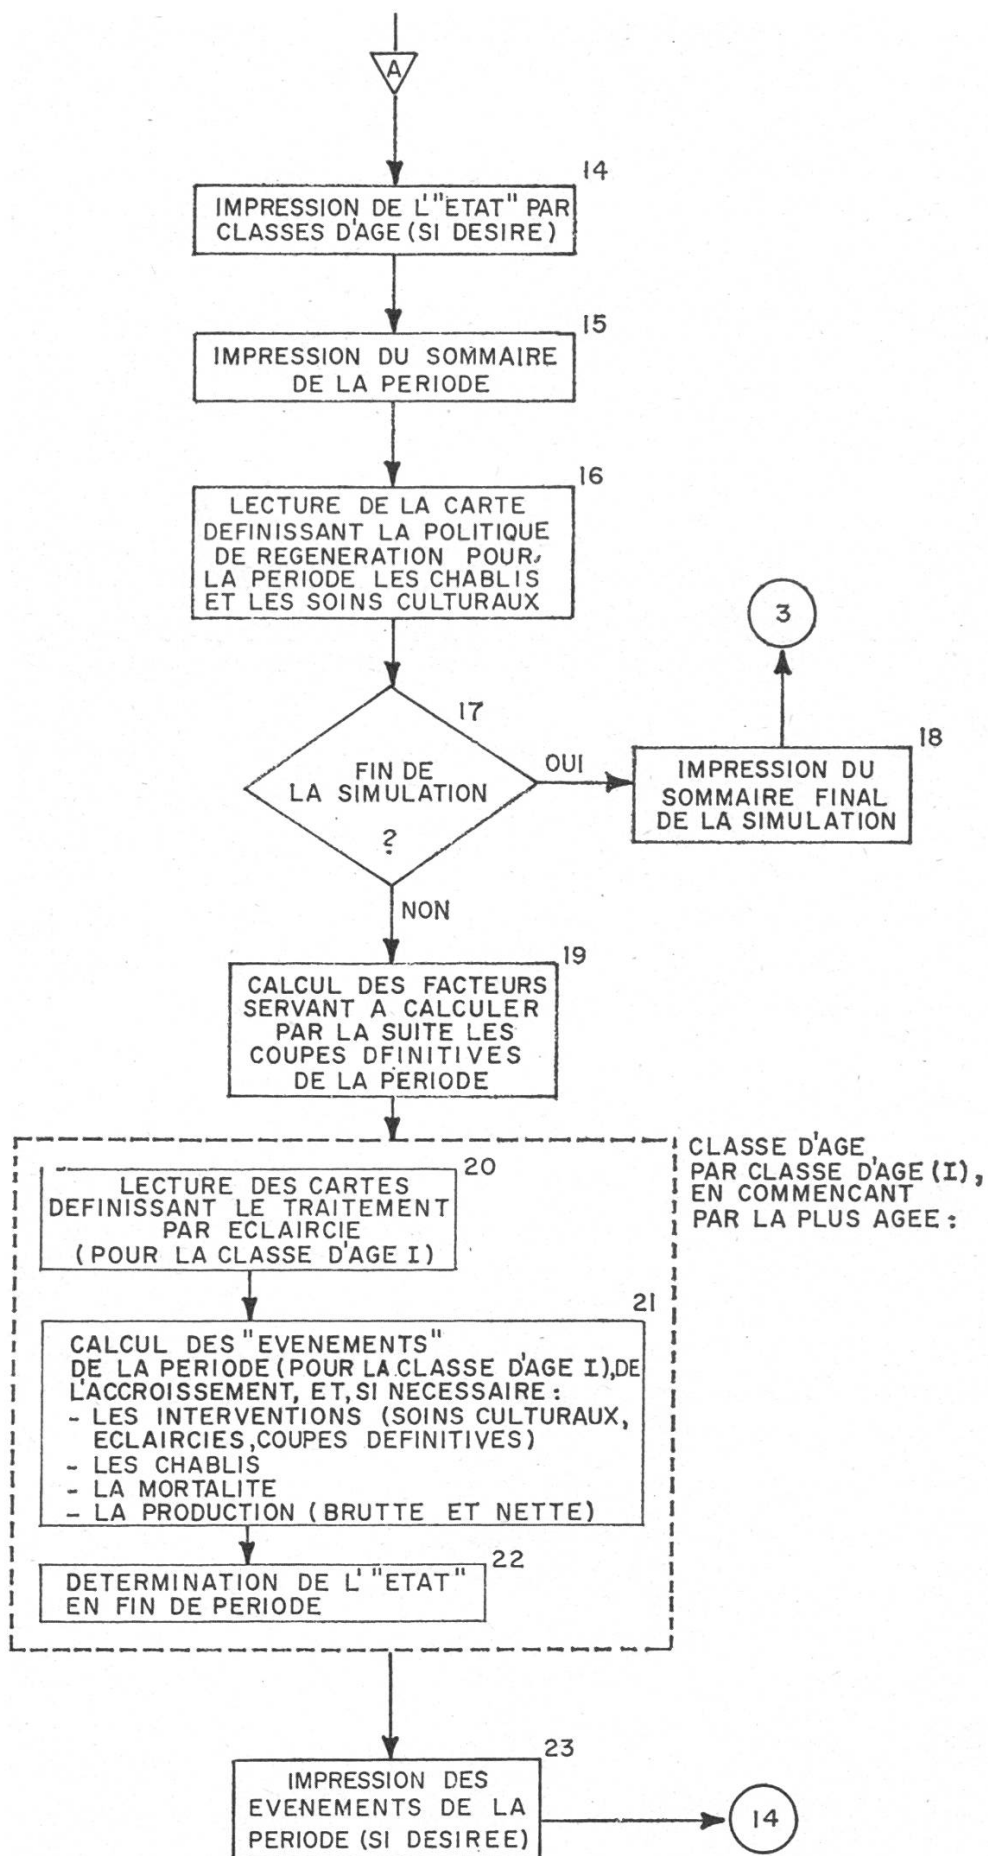 A
14
IMPRESSION DE L'"ETAT" PAR
CLASSES D'AGE (SI DESIRE)
15
IMPRESSION DU SOMMAIRE
DE LA PERIODE
16
LECTURE DE LA CARTE
DEFINISSANT LA POLITIQUE
DE REGENERATION POUR,
LA PERIODE LES CHABLIS
ET LES SOINS CULTURAUX
17
FIN DE
LA SIMULATION
?
OUI
3
18
IMPRESSION DU
SOMMAIRE FINAL
DE LA SIMULATION
NON
19
CALCUL DES FACTEURS
SERVANT A CALCULER
PAR LA SUITE LES
COUPES DFINITIVES
DE LA PERIODE
CLASSE D'AGE,
PAR CLASSE D'AGE (I),
EN COMMENCANT
PAR LA PLUS AGEE :
20
LECTURE DES CARTES
DEFINISSANT LE TRAITEMENT
PAR ECLAIRCIE
(POUR LA CLASSE D'AGE I)
21
CALCUL DES "EVENEMENTS"
DE LA PERIODE (POUR LA CLASSE D'AGE I), DE
L'ACCROISSEMENT, ET, SI NECESSAIRE :
- LES INTERVENTIONS (SOINS CULTURAUX,
ECLAIRCIES, COUPES DEFINITIVES)
- LES CHABLIS
- LA MORTALITE
- LA PRODUCTION (BRUTTE ET NETTE)
22
DETERMINATION DE L'"ETAT"
EN FIN DE PERIODE
23
IMPRESSION DES
EVENEMENTS DE LA
PERIODE (SI DESIREE)
14